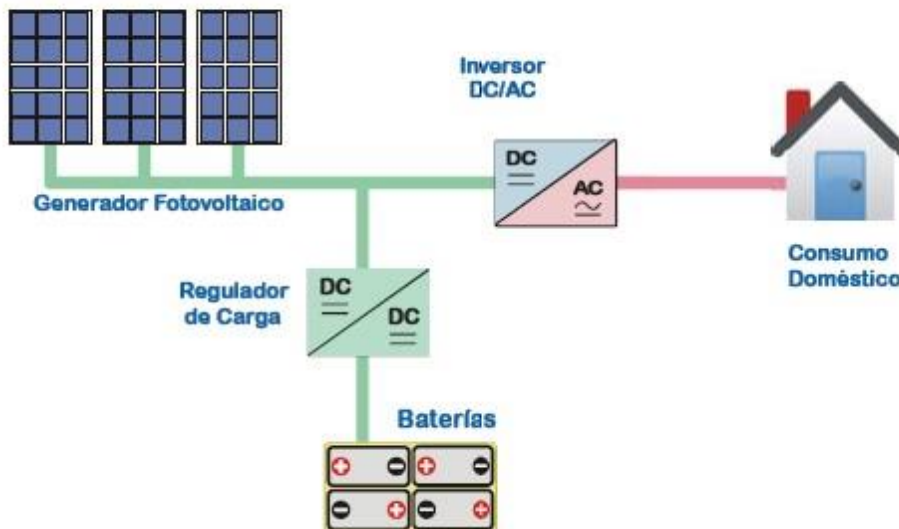 Inversor
DC/AC
DC
AC
Generador Fotovoltaico
Consumo
Doméstico
Regulador
de Carga
DC
DC
Baterías